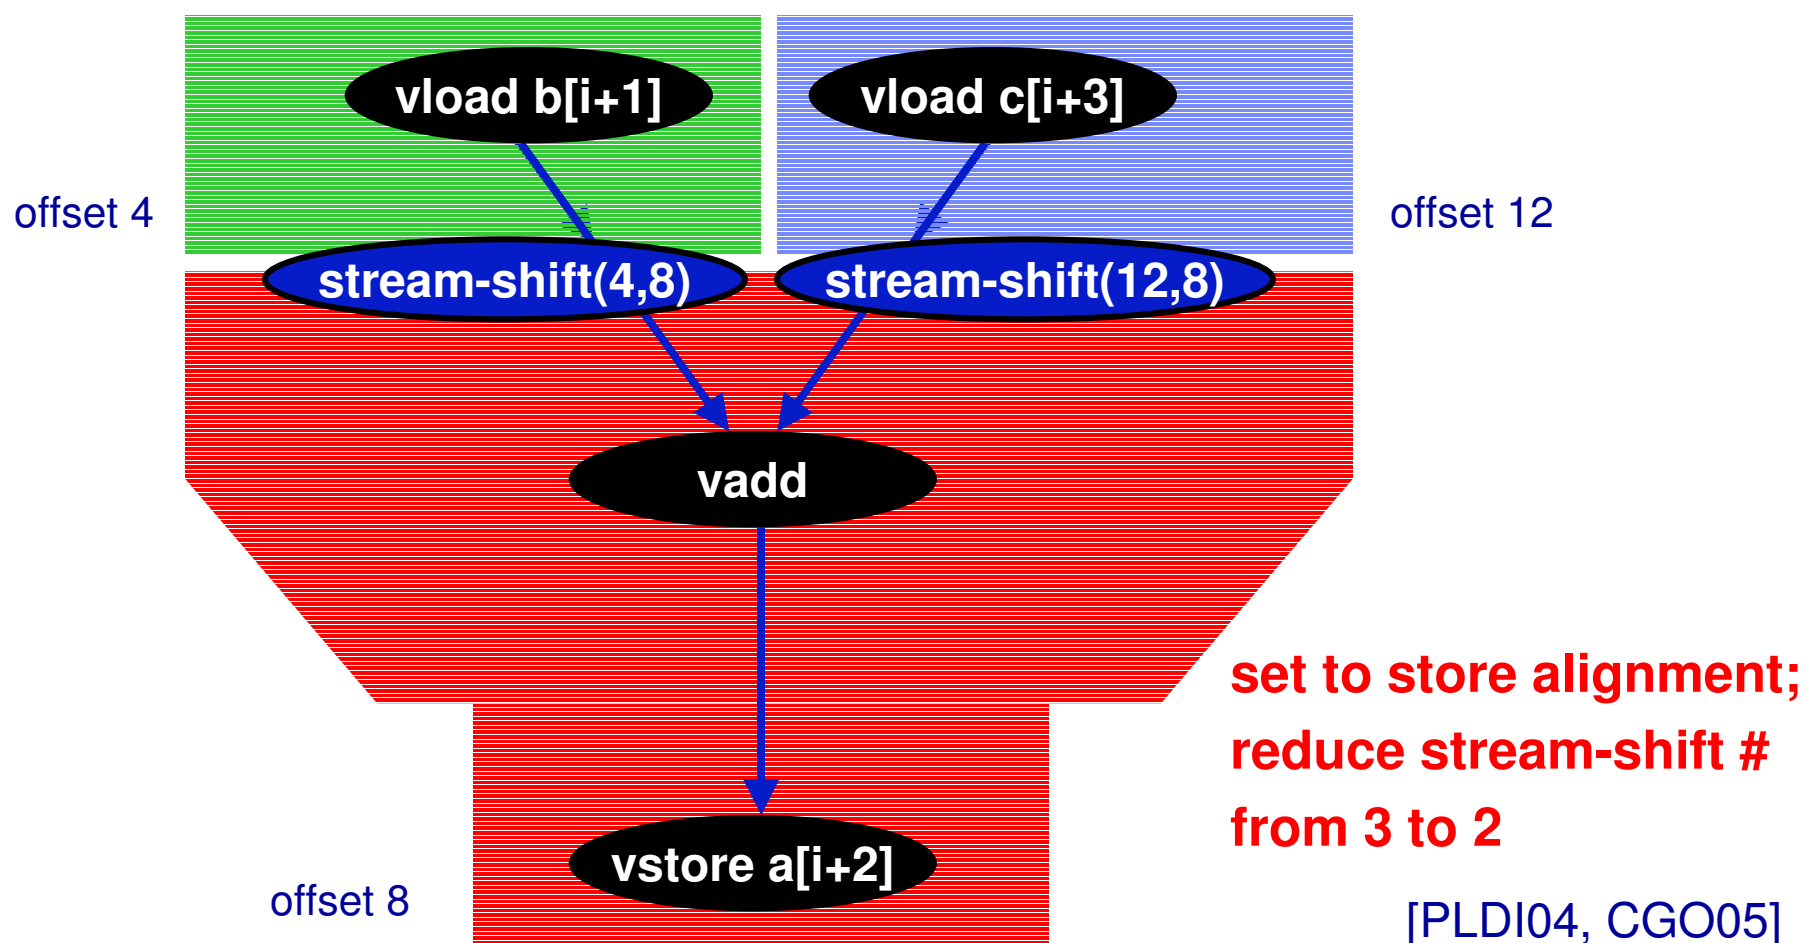 vload b[i+1]
vload c[i+3]
offset 4
offset 12
stream-shift(4,8)
stream-shift(12,8)
vadd
set to store alignment;
reduce stream-shift #
from 3 to 2
vstore a[i+2]
offset 8
[PLDI04, CGO05]